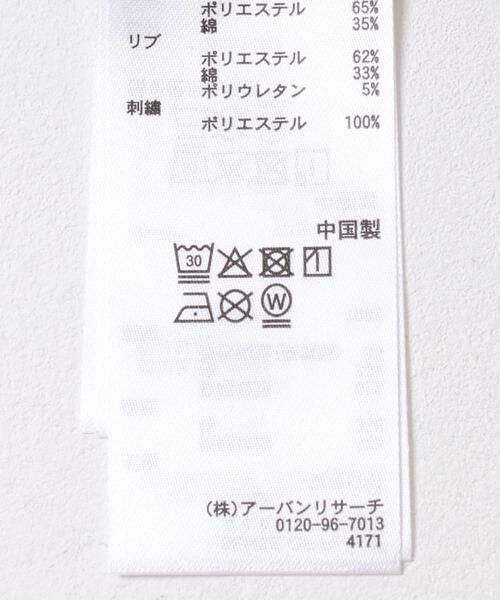 ポリエステル 65%
綿 35%
リブ
ポリエステル 62%
綿 33%
ポリウレタン 5%
刺繍
ポリエステル 100%
中国製
30
W
(株)アーバンリサーチ
0120-96-7013
4171